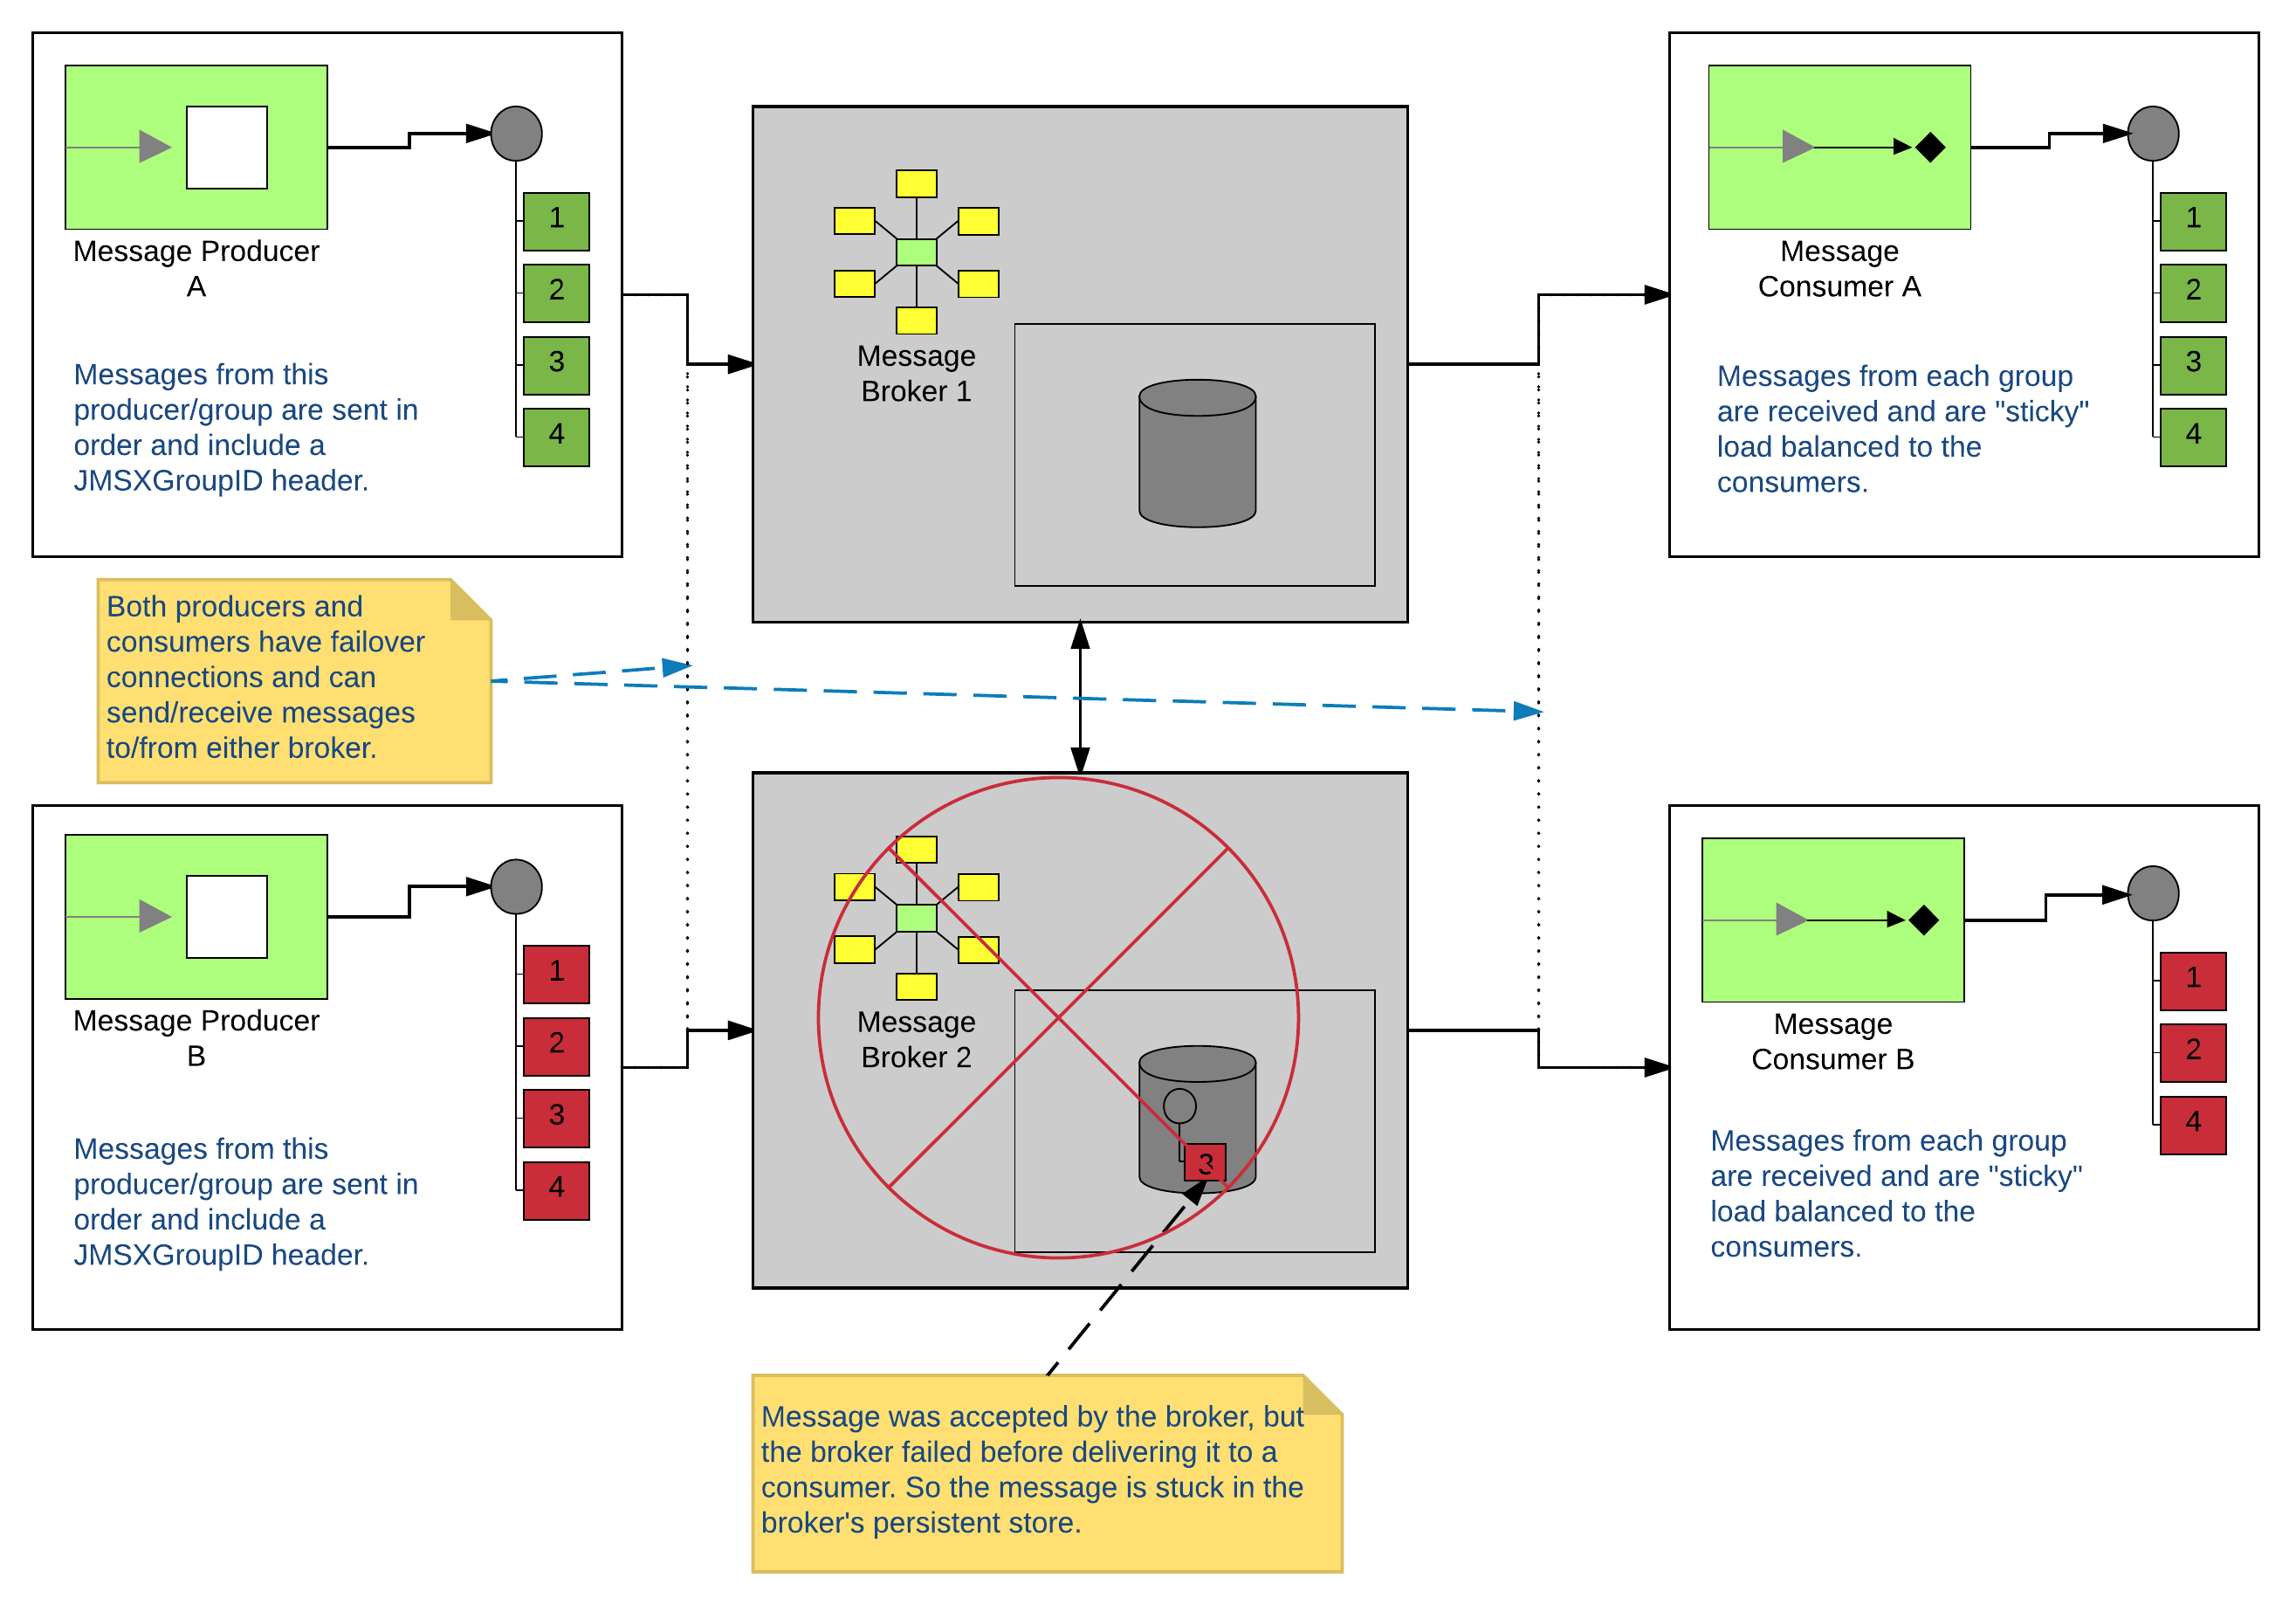 Message Producer
A
Messages from this
producer/group are sent in
order and include a
JMSXGroupID header.
1
2
3
4
Message
Broker 1
Message
Consumer A
Messages from each group
are received and are "sticky"
load balanced to the
consumers.
1
2
3
4
Both producers and
consumers have failover
connections and can
send/receive messages
to/from either broker.
Message Producer
B
Messages from this
producer/group are sent in
order and include a
JMSXGroupID header.
1
2
3
4
Message
Broker 2
3
Message
Consumer B
Messages from each group
are received and are "sticky"
load balanced to the
consumers.
1
2
4
Message was accepted by the broker, but
the broker failed before delivering it to a
consumer. So the message is stuck in the
broker's persistent store.